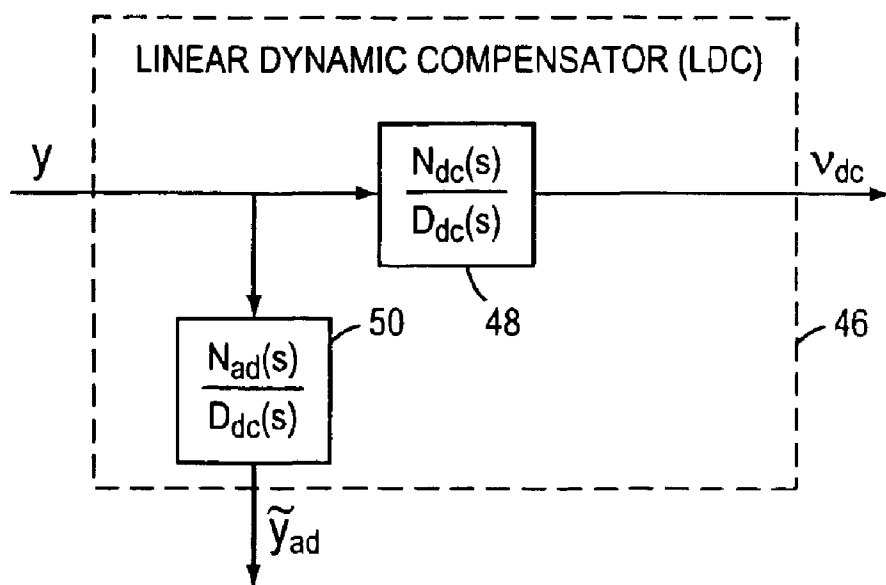 LINEAR DYNAMIC COMPENSATOR (LDC)
y
N_dc(s)
D_dc(s)
ν_dc
48
50
46
N_ad(s)
D_dc(s)
ỹ_ad